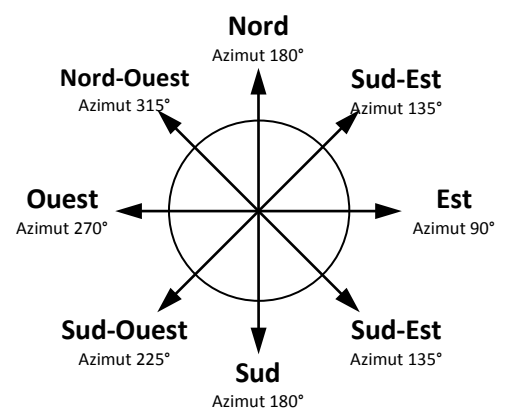 Nord
Azimut 180°
Nord-Ouest
Azimut 315°
Sud-Est
Azimut 135°
Ouest
Azimut 270°
Est
Azimut 90°
Sud-Ouest
Azimut 225°
Sud-Est
Azimut 135°
Sud
Azimut 180°